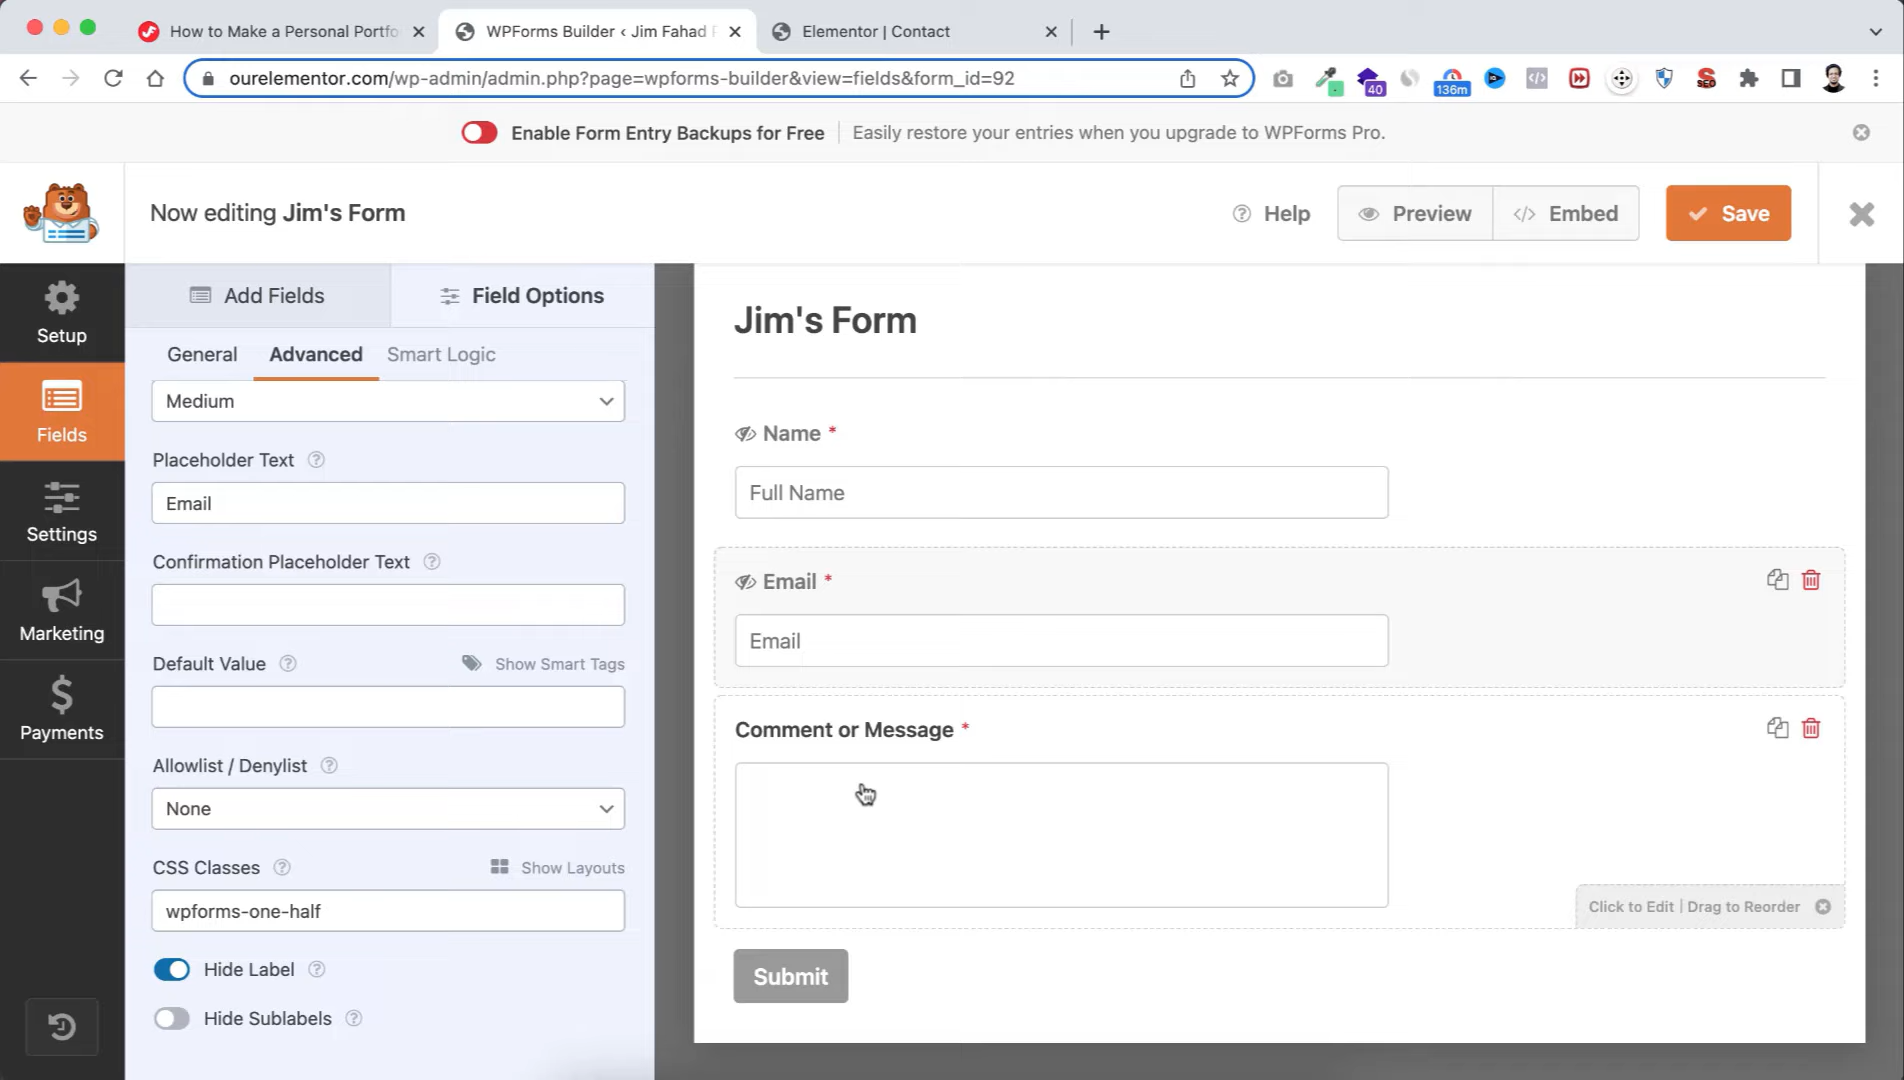 How to Make a Personal Portfo
WPForms Builder ‹ Jim Fahad P
Elementor | Contact
ourelementor.com/wp-admin/admin.php?page=wpforms-builder&view=fields&form_id=92
40
136m
SEO
Enable Form Entry Backups for Free
Easily restore your entries when you upgrade to WPForms Pro.
Now editing Jim's Form
Help
Preview
Embed
Save
Setup
Fields
Settings
Marketing
Payments
Add Fields
Field Options
General
Advanced
Smart Logic
Medium
Placeholder Text
Email
Confirmation Placeholder Text
Default Value
Show Smart Tags
Allowlist / Denylist
None
CSS Classes
Show Layouts
wpforms-one-half
Hide Label
Hide Sublabels
Jim's Form
Name *
Full Name
Email *
Email
Comment or Message *
Click to Edit | Drag to Reorder
Submit